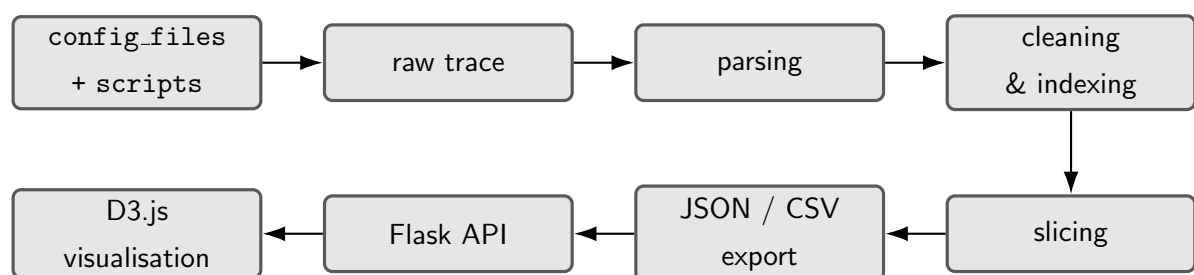 config_files
+ scripts
raw trace
parsing
cleaning
& indexing
D3.js
visualisation
Flask API
JSON / CSV
export
slicing